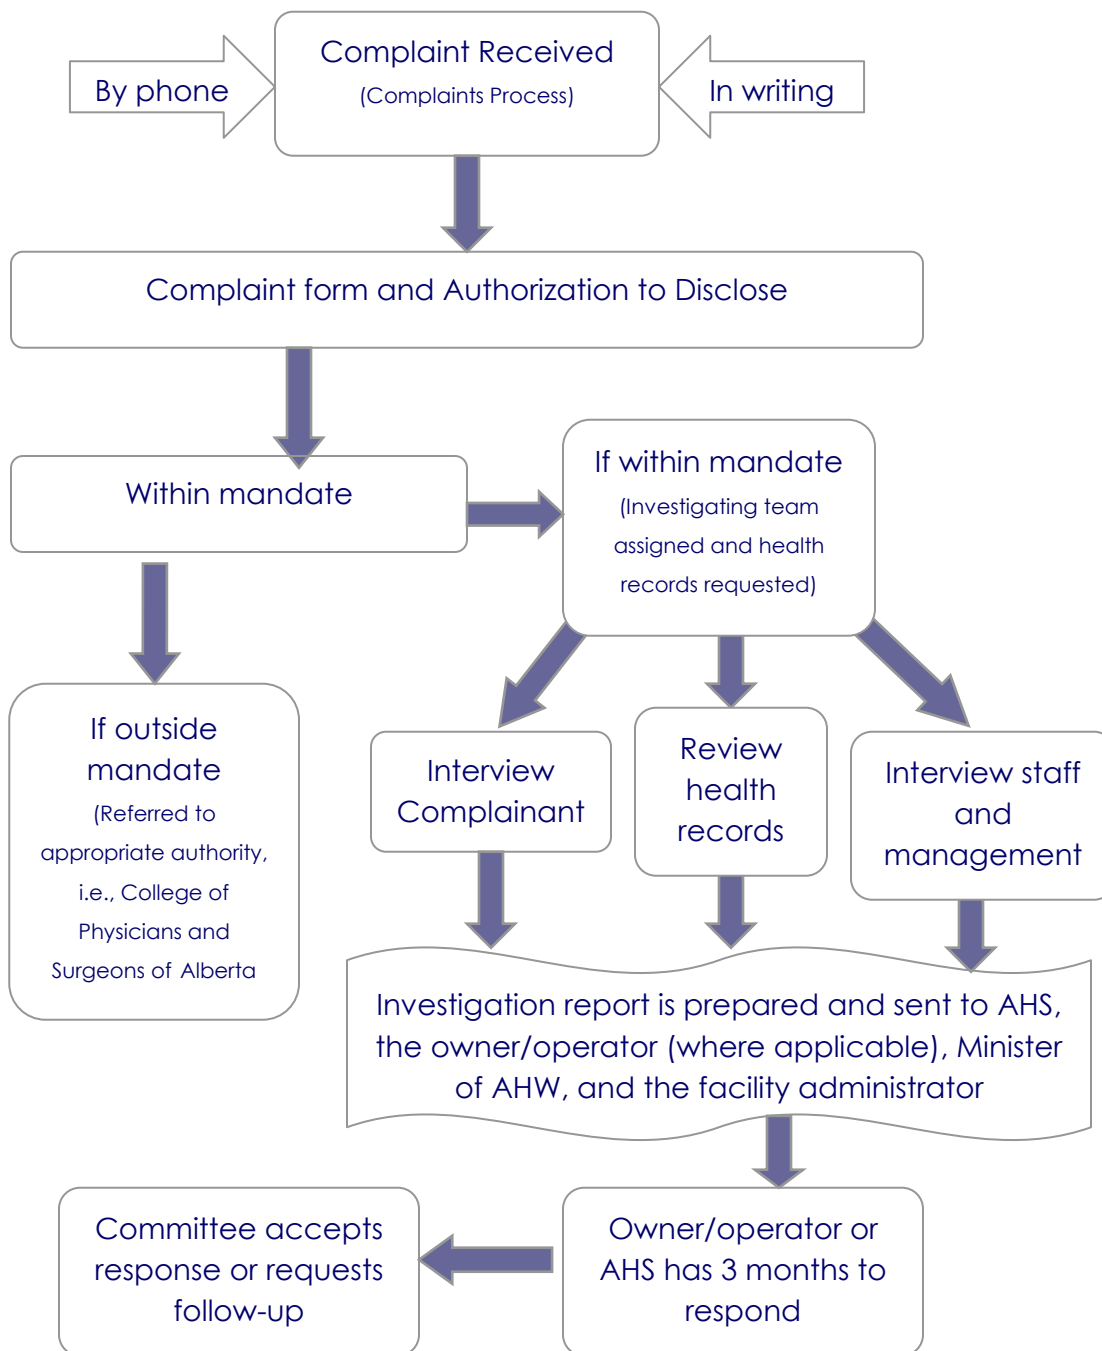 Complaint Received
(Complaints Process)
By phone
In writing
Complaint form and Authorization to Disclose
Within mandate
If within mandate
(Investigating team
assigned and health
records requested)
If outside
mandate
(Referred to
appropriate authority,
i.e., College of
Physicians and
Surgeons of Alberta
Interview
Complainant
Review
health
records
Interview staff
and
management
Investigation report is prepared and sent to AHS,
the owner/operator (where applicable), Minister
of AHW, and the facility administrator
Committee accepts
response or requests
follow-up
Owner/operator or
AHS has 3 months to
respond